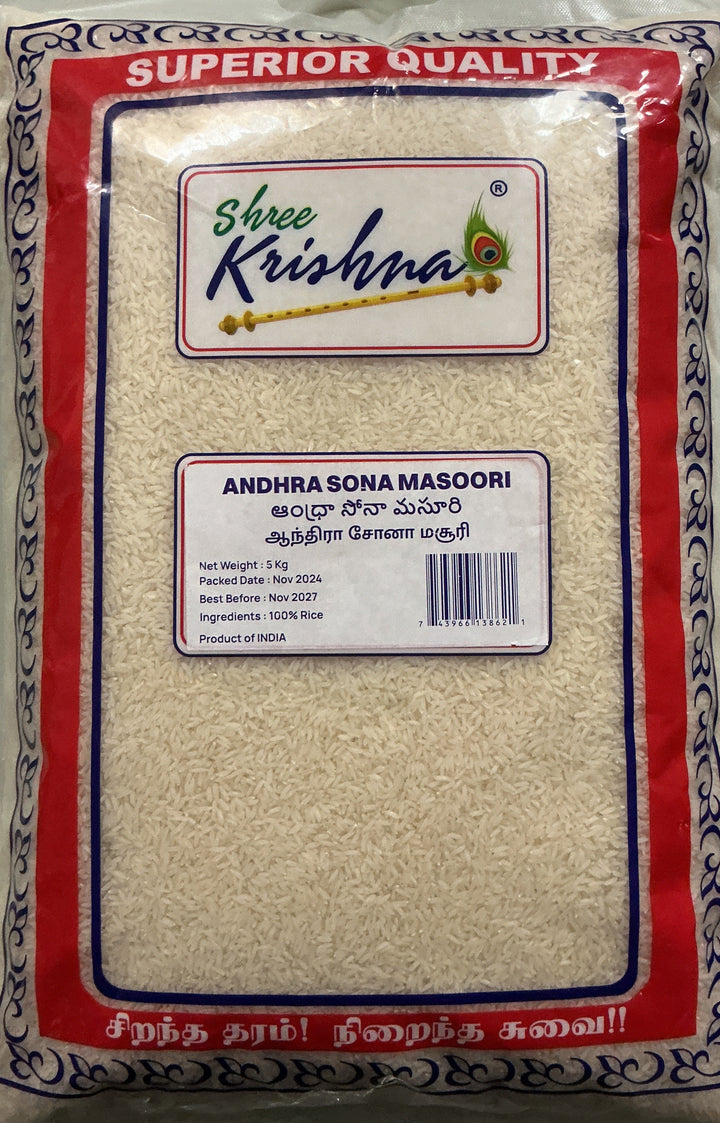 SUPERIOR QUALITY
Shree
®
Krishna
ANDHRA SONA MASOORI
ఆంధ్రా సోనా మసూరి
ஆந்திரா சோனா மசூரி
Net Weight : 5 Kg
Packed Date : Nov 2024
Best Before : Nov 2027
Ingredients : 100% Rice
Product of INDIA
7 43966 13862 1
சிறந்த தரம்! நிறைந்த சுவை!!